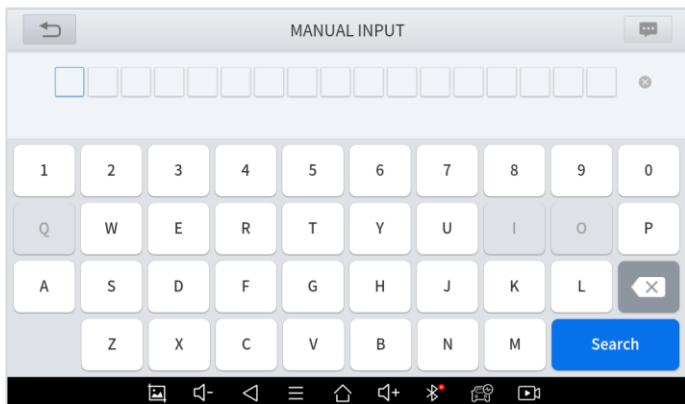 MANUAL INPUT
1 2 3 4 5 6 7 8 9 0
Q W E R T Y U I O P
A S D F G H J K L
Z X C V B N M Search